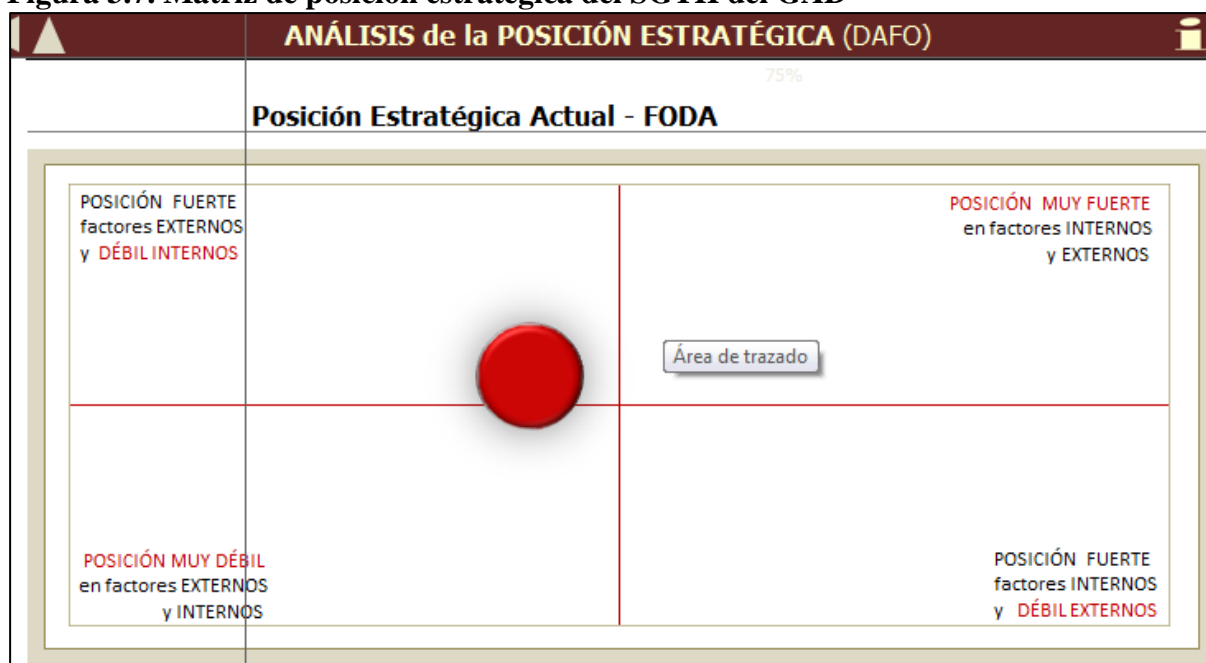 Figura 3.7. Matriz de posición estratégica del SGTH del GAD
ANÁLISIS de la POSICIÓN ESTRATÉGICA (DAFO)
75%
Posición Estratégica Actual - FODA
POSICIÓN FUERTE
factores EXTERNOS
y DÉBIL INTERNOS
POSICIÓN MUY FUERTE
en factores INTERNOS
y EXTERNOS
Área de trazado
POSICIÓN MUY DÉBIL
en factores EXTERNOS
y INTERNOS
POSICIÓN FUERTE
factores INTERNOS
y DÉBIL EXTERNOS